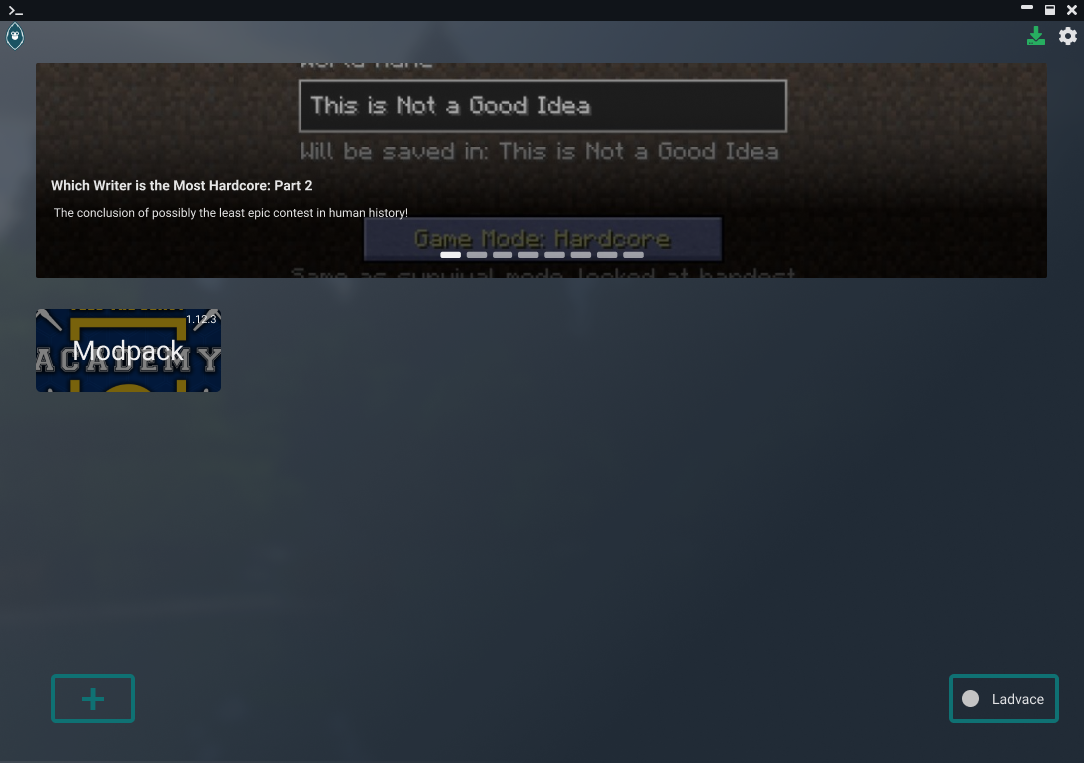 >_
World Name
This is Not a Good Idea
Will be saved in: This is Not a Good Idea
Which Writer is the Most Hardcore: Part 2
The conclusion of possibly the least epic contest in human history!
Game Mode: Hardcore
Same as survival mode, locked at hardest
1.12.3
Modpack
ACADEMY
Ladvace